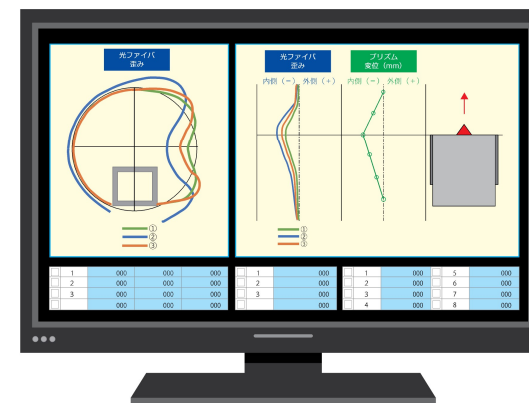 光ファイバ
歪み
①
②
③
光ファイバ
歪み
プリズム
変位（mm）
内側（−）外側（+）
内側（−）外側（+）
①
②
③
1 000 000 000
2 000 000 000
3 000 000 000
000 000 000
1 000
2 000
3 000
000
1 000 5 000
2 000 6 000
3 000 7 000
4 000 8 000